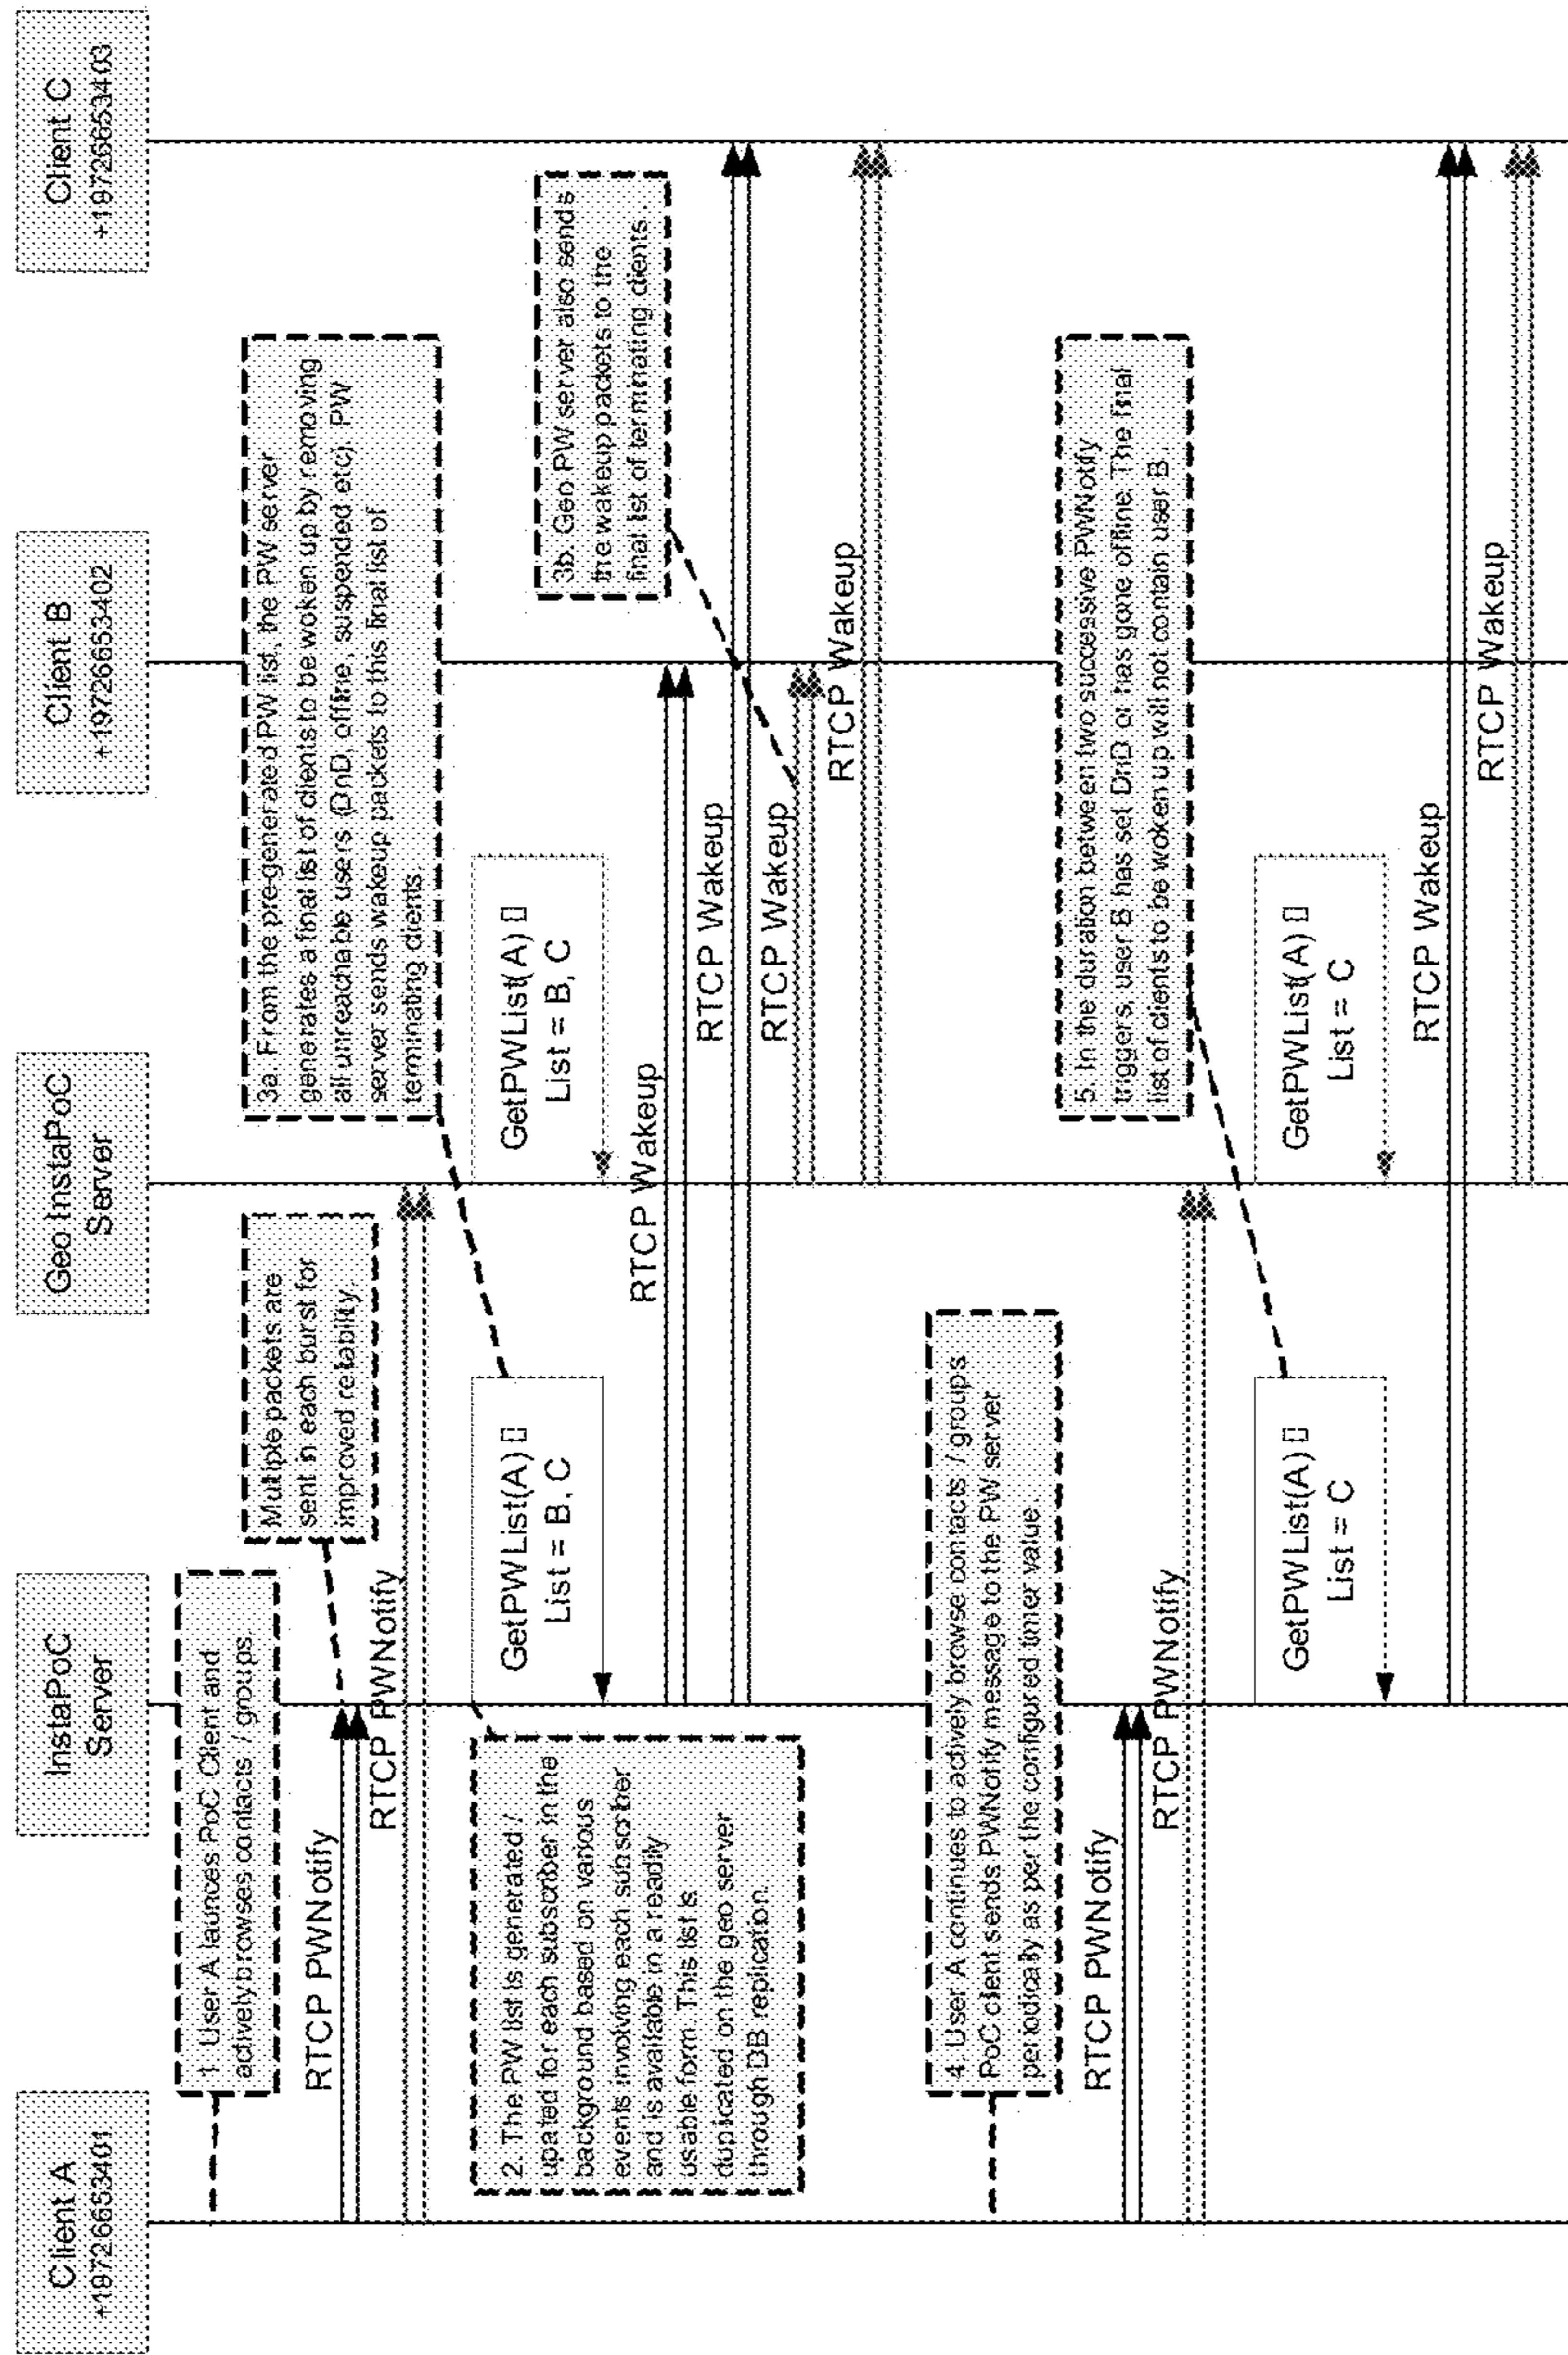 Client A
+19726653401
InstaPoC
Server
Geo InstaPoC
Server
Client B
+19726653402
Client C
+19726653403
1. User A launces PoC Client and
actively browses contacts / groups.
RTCP PWNotify
Multiple packets are
sent in each burst for
improved reliability.
RTCP PWNotify
3a. From the pre-generated PW list, the PW server
generates a final list of clients to be woken up by removing
all unreachable users (DnD, offline, suspended etc). PW
server sends wakeup packets to this final list of
terminating clients
2. The PW list is generated /
upated for each subscriber in the
background based on various
events involving each subscriber
and is available in a readily
usable form. This list is
duplicated on the geo server
through DB replication.
GetPWList(A) ▯
List = B, C
GetPWList(A) ▯
List = B, C
RTCP Wakeup
RTCP Wakeup
3b. Geo PW server also sends
the wakeup packets to the
final list of terminating clients.
RTCP Wakeup
RTCP Wakeup
4. User A continues to actively browse contacts / groups
PoC client sends PWNotify message to the PW server
periodically as per the configured timer value.
RTCP PWNotify
RTCP PWNotify
5. In the duration between two successive PWNotify
triggers, user B has set DnD or has gone offline. The final
list of clients to be woken up will not contain user B.
GetPWList(A) ▯
List = C
GetPWList(A) ▯
List = C
RTCP Wakeup
RTCP Wakeup